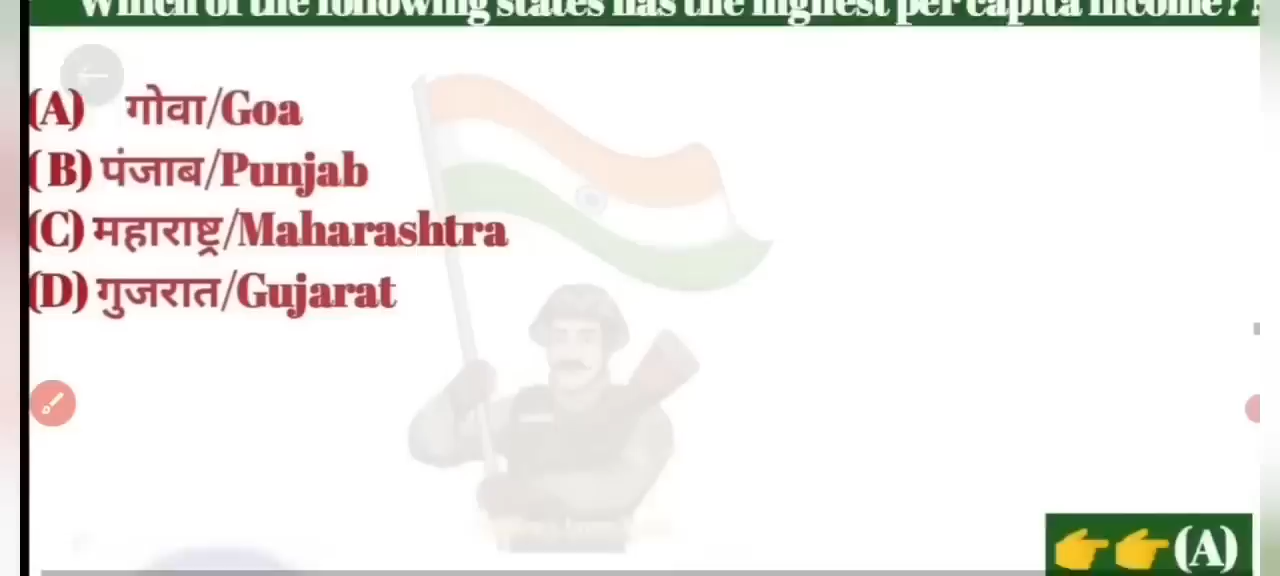 Which of the following states has the highest per capita income??
(A) गोवा/Goa
(B) पंजाब/Punjab
(C) महाराष्ट्र/Maharashtra
(D) गुजरात/Gujarat
👉👉(A)